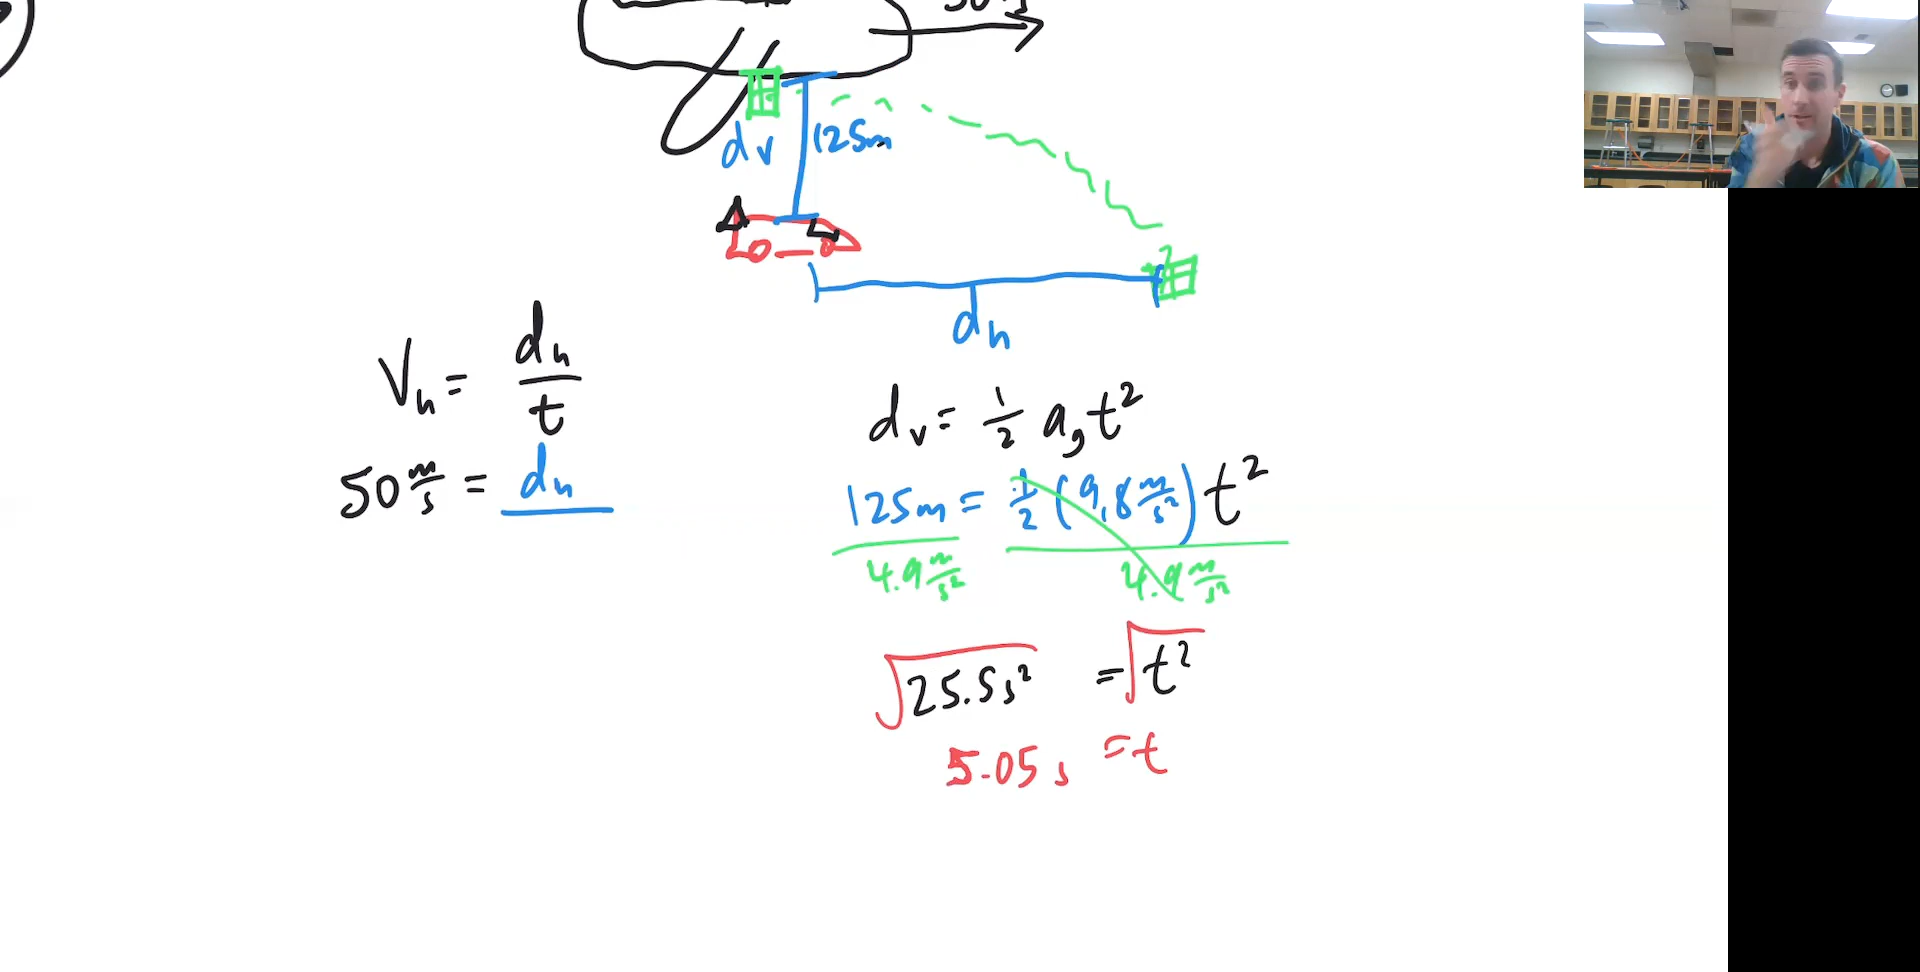 dv 125m
dh
Vh = dh/t
50 m/s = dh
dv = 1/2 ag t²
125m = 1/2 (9.8 m/s²) t²
4.9 m/s² 4.9 m/s²
√25.5s² = √t²
5.05 s = t